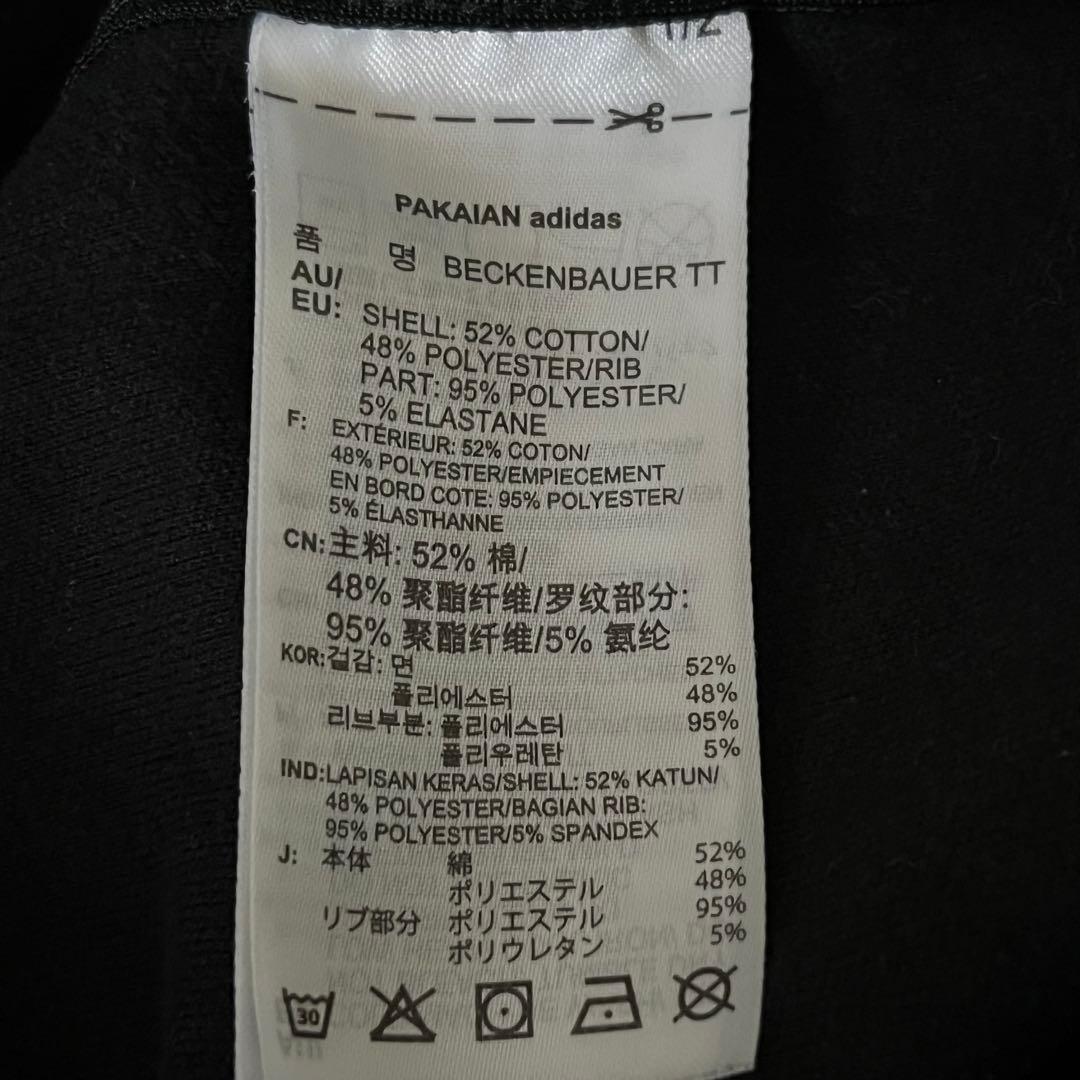 1/2
PAKAIAN adidas
품 명 BECKENBAUER TT
AU/
EU: SHELL: 52% COTTON/
48% POLYESTER/RIB
PART: 95% POLYESTER/
5% ELASTANE
F: EXTÉRIEUR: 52% COTON/
48% POLYESTER/EMPIECEMENT
EN BORD COTE: 95% POLYESTER/
5% ÉLASTHANNE
CN: 主料: 52% 棉/
48% 聚酯纤维/罗纹部分:
95% 聚酯纤维/5% 氨纶
KOR: 겉감: 면 52%
폴리에스터 48%
리브부분: 폴리에스터 95%
폴리우레탄 5%
IND: LAPISAN KERAS/SHELL: 52% KATUN/
48% POLYESTER/BAGIAN RIB:
95% POLYESTER/5% SPANDEX
J: 本体 綿 52%
ポリエステル 48%
リブ部分 ポリエステル 95%
ポリウレタン 5%
30